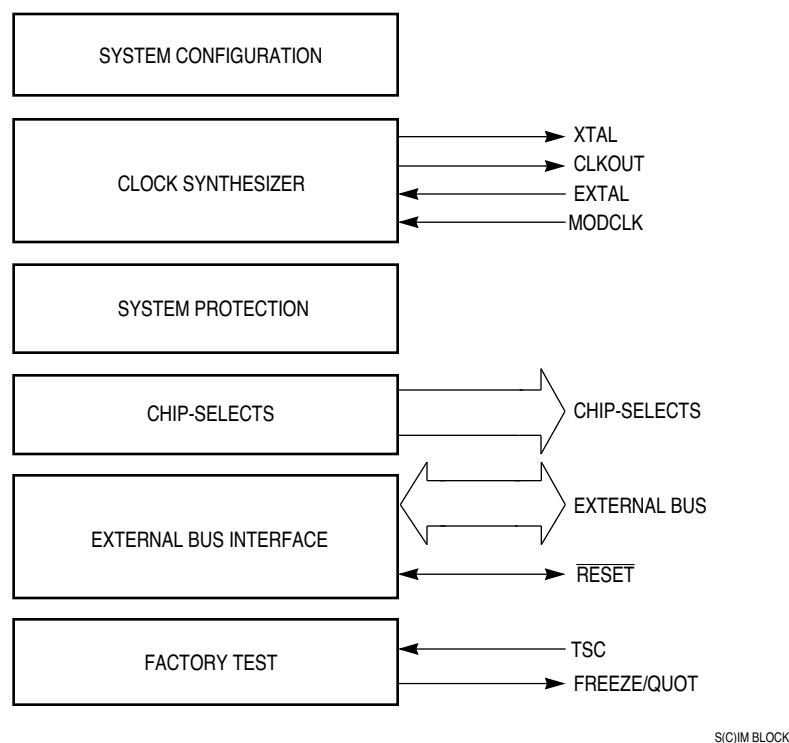 SYSTEM CONFIGURATION
CLOCK SYNTHESIZER
XTAL
CLKOUT
EXTAL
MODCLK
SYSTEM PROTECTION
CHIP-SELECTS
CHIP-SELECTS
EXTERNAL BUS INTERFACE
EXTERNAL BUS
RESET
FACTORY TEST
TSC
FREEZE/QUOT
S(C)IM BLOCK